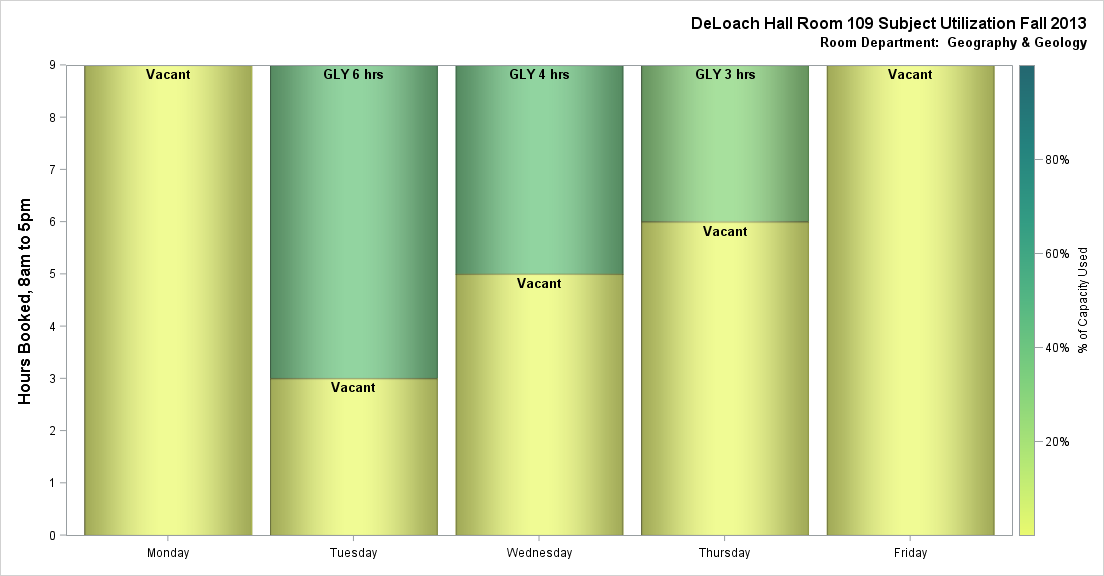 DeLoach Hall Room 109 Subject Utilization Fall 2013
Room Department: Geography & Geology
Hours Booked, 8am to 5pm
9
8
7
6
5
4
3
2
1
0
Vacant
GLY 6 hrs
GLY 4 hrs
GLY 3 hrs
Vacant
Vacant
Vacant
Vacant
Monday
Tuesday
Wednesday
Thursday
Friday
80%
60%
40%
20%
% of Capacity Used